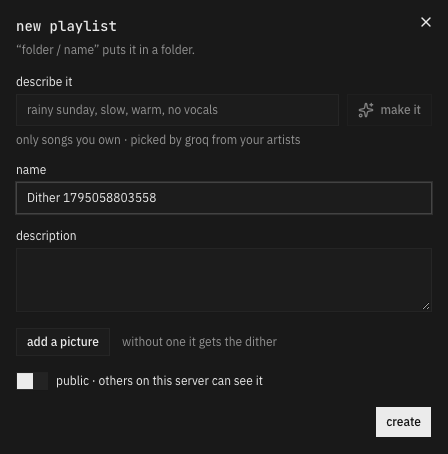 new playlist
“folder / name” puts it in a folder.
describe it
rainy sunday, slow, warm, no vocals
make it
only songs you own · picked by groq from your artists
name
Dither 1795058803558
description
add a picture
without one it gets the dither
public · others on this server can see it
create